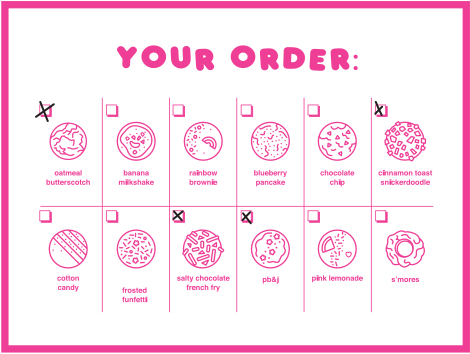 YOUR ORDER:
oatmeal
butterscotch
banana
milkshake
rainbow
brownie
blueberry
pancake
chocolate
chip
cinnamon toast
snickerdoodle
cotton
candy
frosted
funfetti
salty chocolate
french fry
pb&j
pink lemonade
s'mores